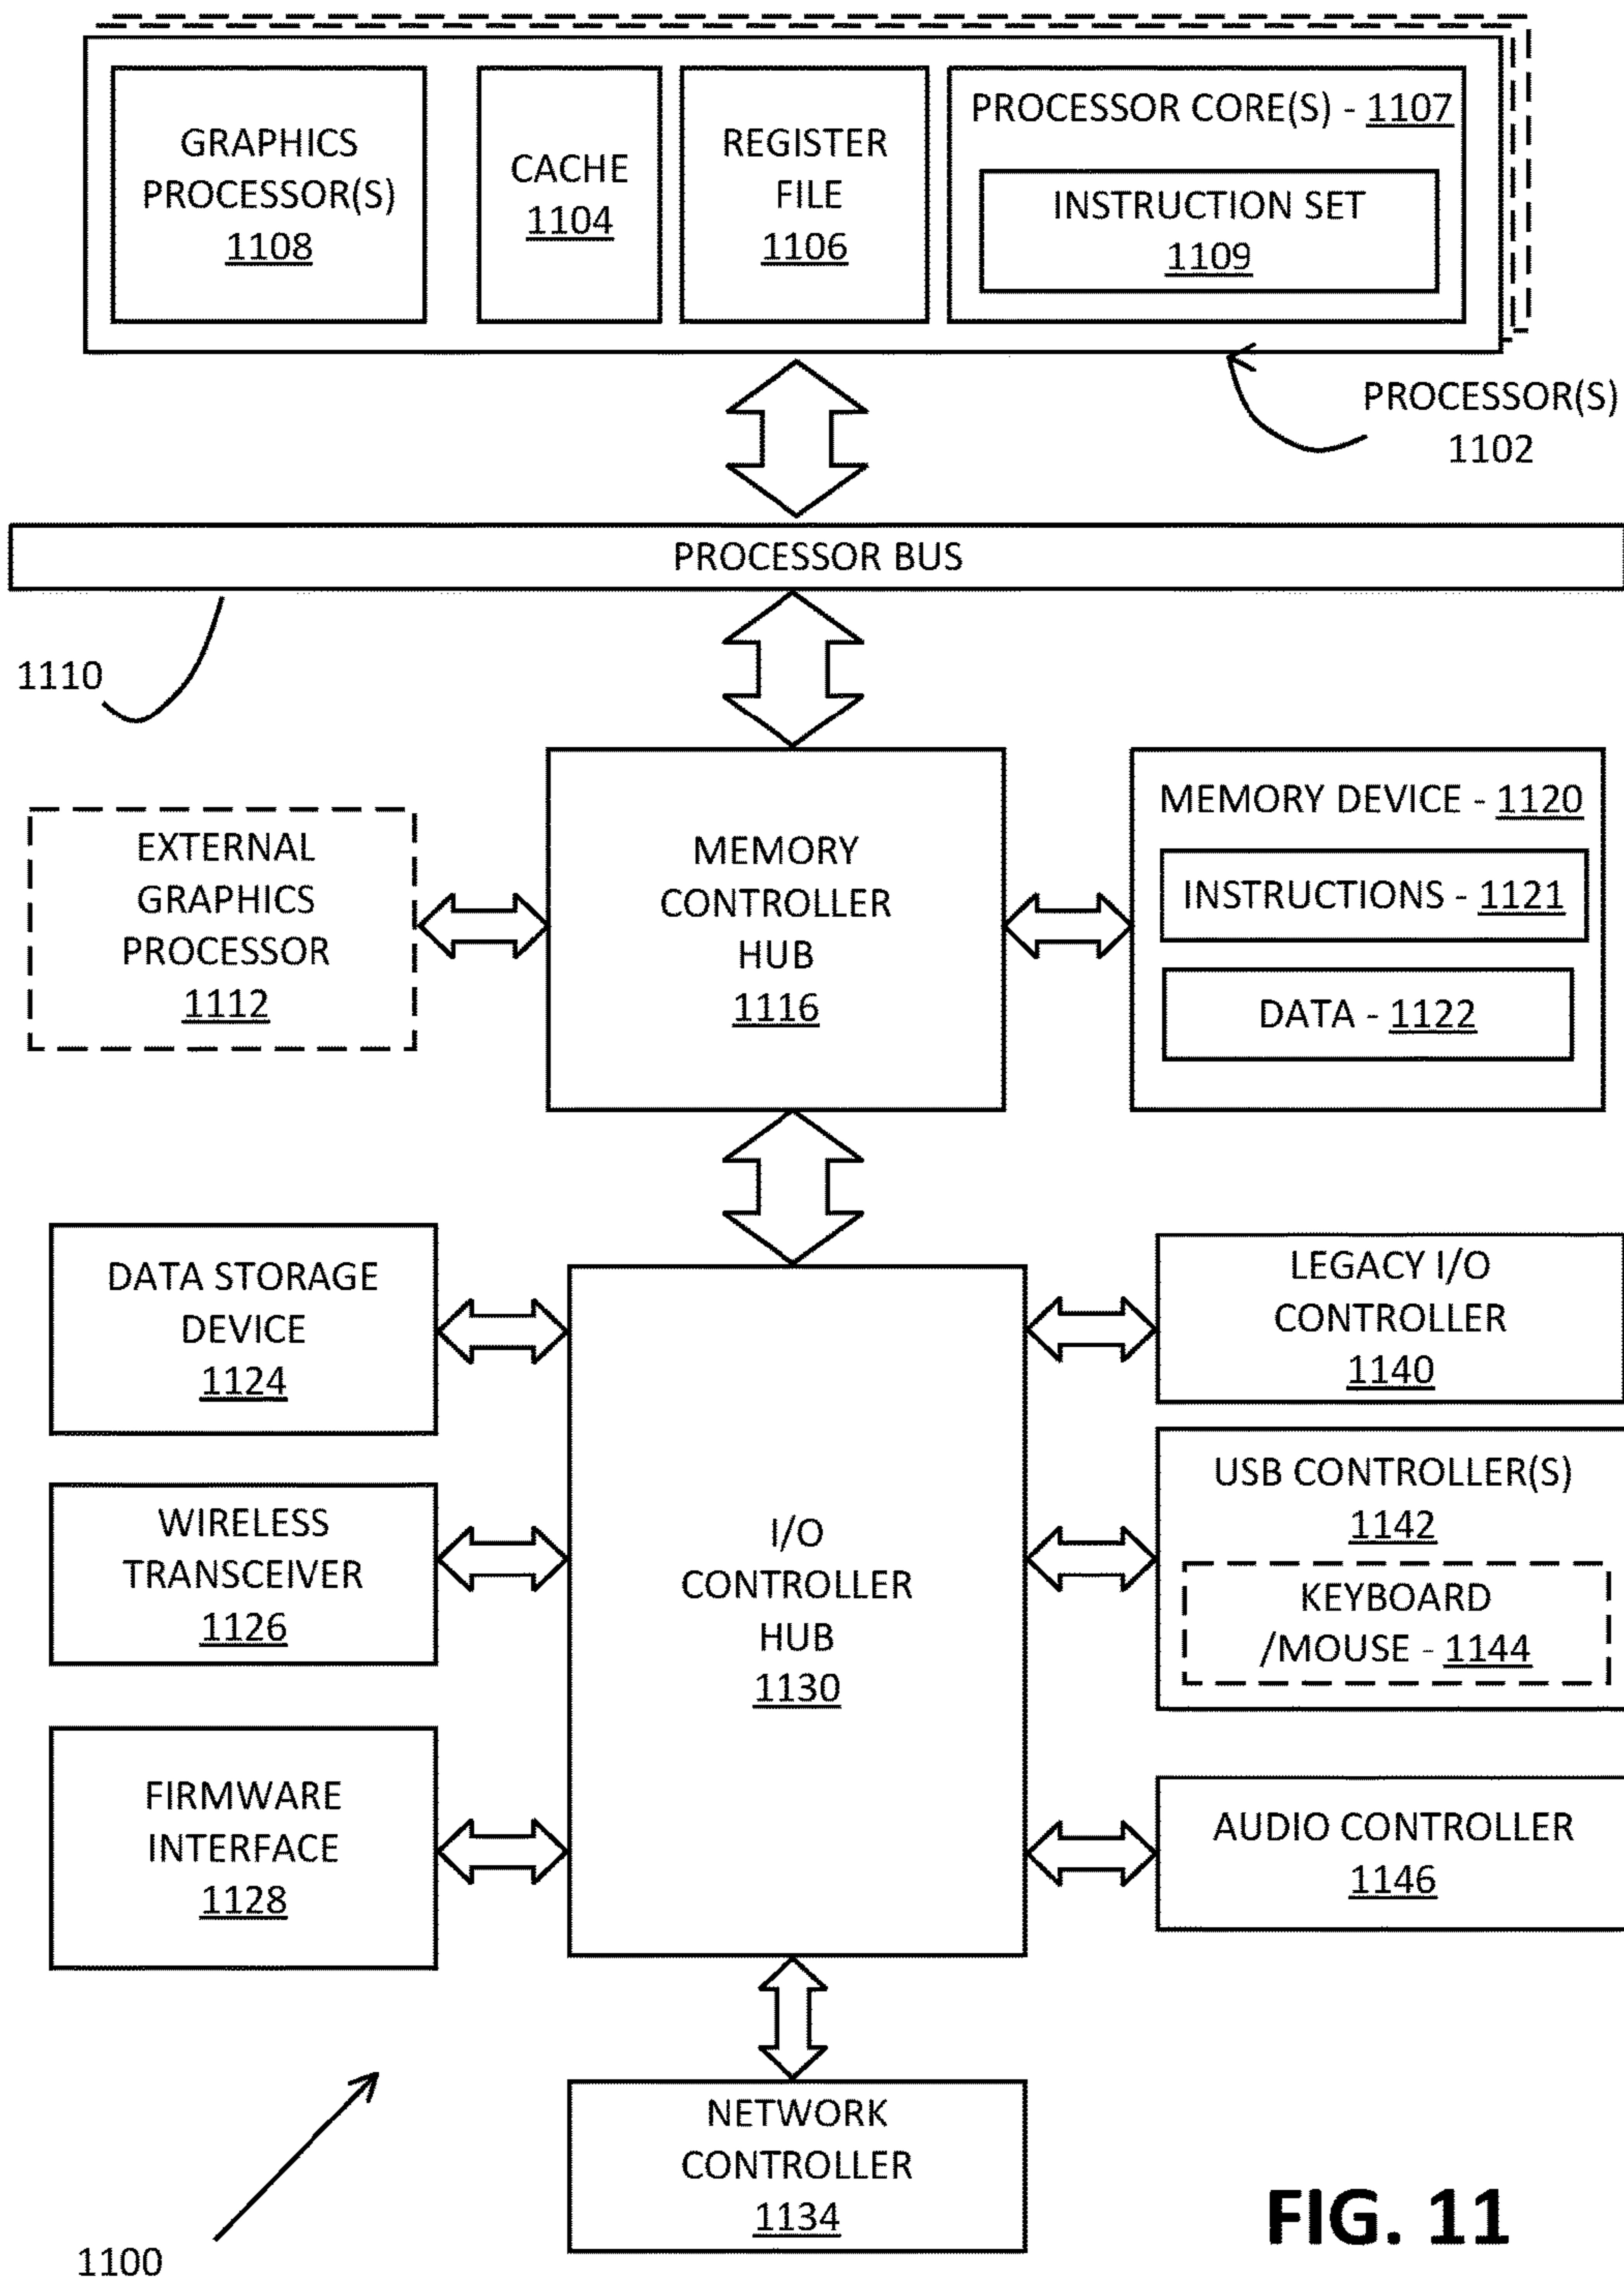 GRAPHICS
PROCESSOR(S)
1108
CACHE
1104
REGISTER
FILE
1106
PROCESSOR CORE(S) - 1107
INSTRUCTION SET
1109
PROCESSOR(S)
1102
PROCESSOR BUS
1110
EXTERNAL
GRAPHICS
PROCESSOR
1112
MEMORY
CONTROLLER
HUB
1116
MEMORY DEVICE - 1120
INSTRUCTIONS - 1121
DATA - 1122
DATA STORAGE
DEVICE
1124
WIRELESS
TRANSCEIVER
1126
FIRMWARE
INTERFACE
1128
I/O
CONTROLLER
HUB
1130
LEGACY I/O
CONTROLLER
1140
USB CONTROLLER(S)
1142
KEYBOARD
/MOUSE - 1144
AUDIO CONTROLLER
1146
NETWORK
CONTROLLER
1134
1100
FIG. 11